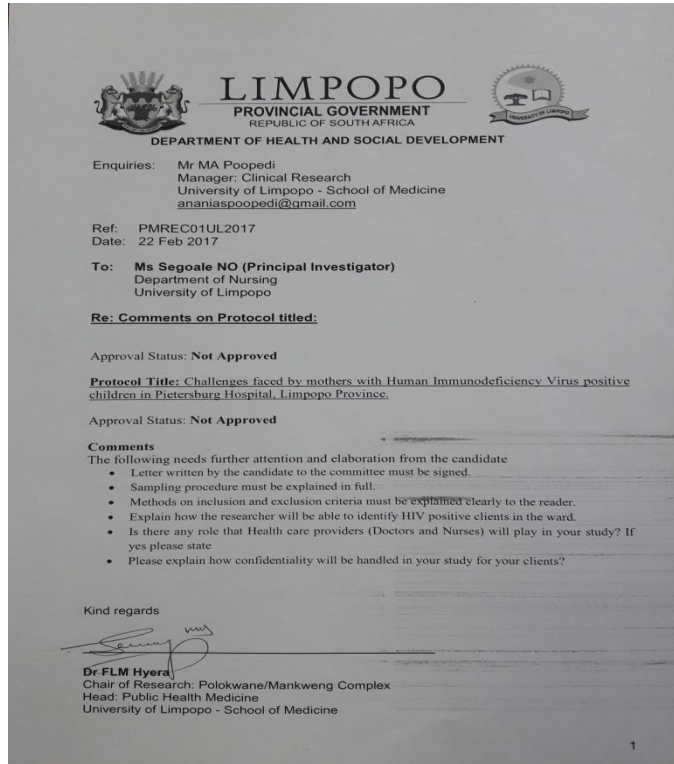 LIMPOPO
PROVINCIAL GOVERNMENT
REPUBLIC OF SOUTH AFRICA
UNIVERSITY OF LIMPOPO
DEPARTMENT OF HEALTH AND SOCIAL DEVELOPMENT
Enquiries: Mr MA Poopedi
Manager: Clinical Research
University of Limpopo - School of Medicine
ananiaspoopedi@gmail.com
Ref: PMREC01UL2017
Date: 22 Feb 2017
To: Ms Segoale NO (Principal Investigator)
Department of Nursing
University of Limpopo
Re: Comments on Protocol titled:
Approval Status: Not Approved
Protocol Title: Challenges faced by mothers with Human Immunodeficiency Virus positive
children in Pietersburg Hospital, Limpopo Province.
Approval Status: Not Approved
Comments
The following needs further attention and elaboration from the candidate
• Letter written by the candidate to the committee must be signed.
• Sampling procedure must be explained in full.
• Methods on inclusion and exclusion criteria must be explained clearly to the reader.
• Explain how the researcher will be able to identify HIV positive clients in the ward.
• Is there any role that Health care providers (Doctors and Nurses) will play in your study? If
yes please state
• Please explain how confidentiality will be handled in your study for your clients?
Kind regards
Dr FLM Hyera
Chair of Research: Polokwane/Mankweng Complex
Head: Public Health Medicine
University of Limpopo - School of Medicine
1